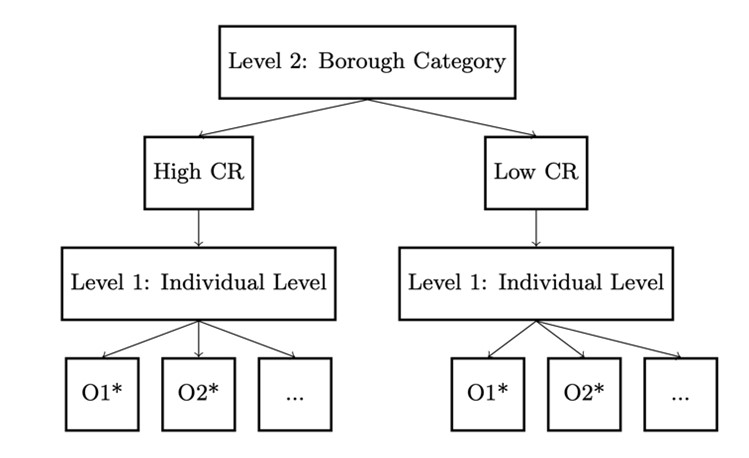 Level 2: Borough Category
High CR
Low CR
Level 1: Individual Level
Level 1: Individual Level
O1*
O2*
...
O1*
O2*
...